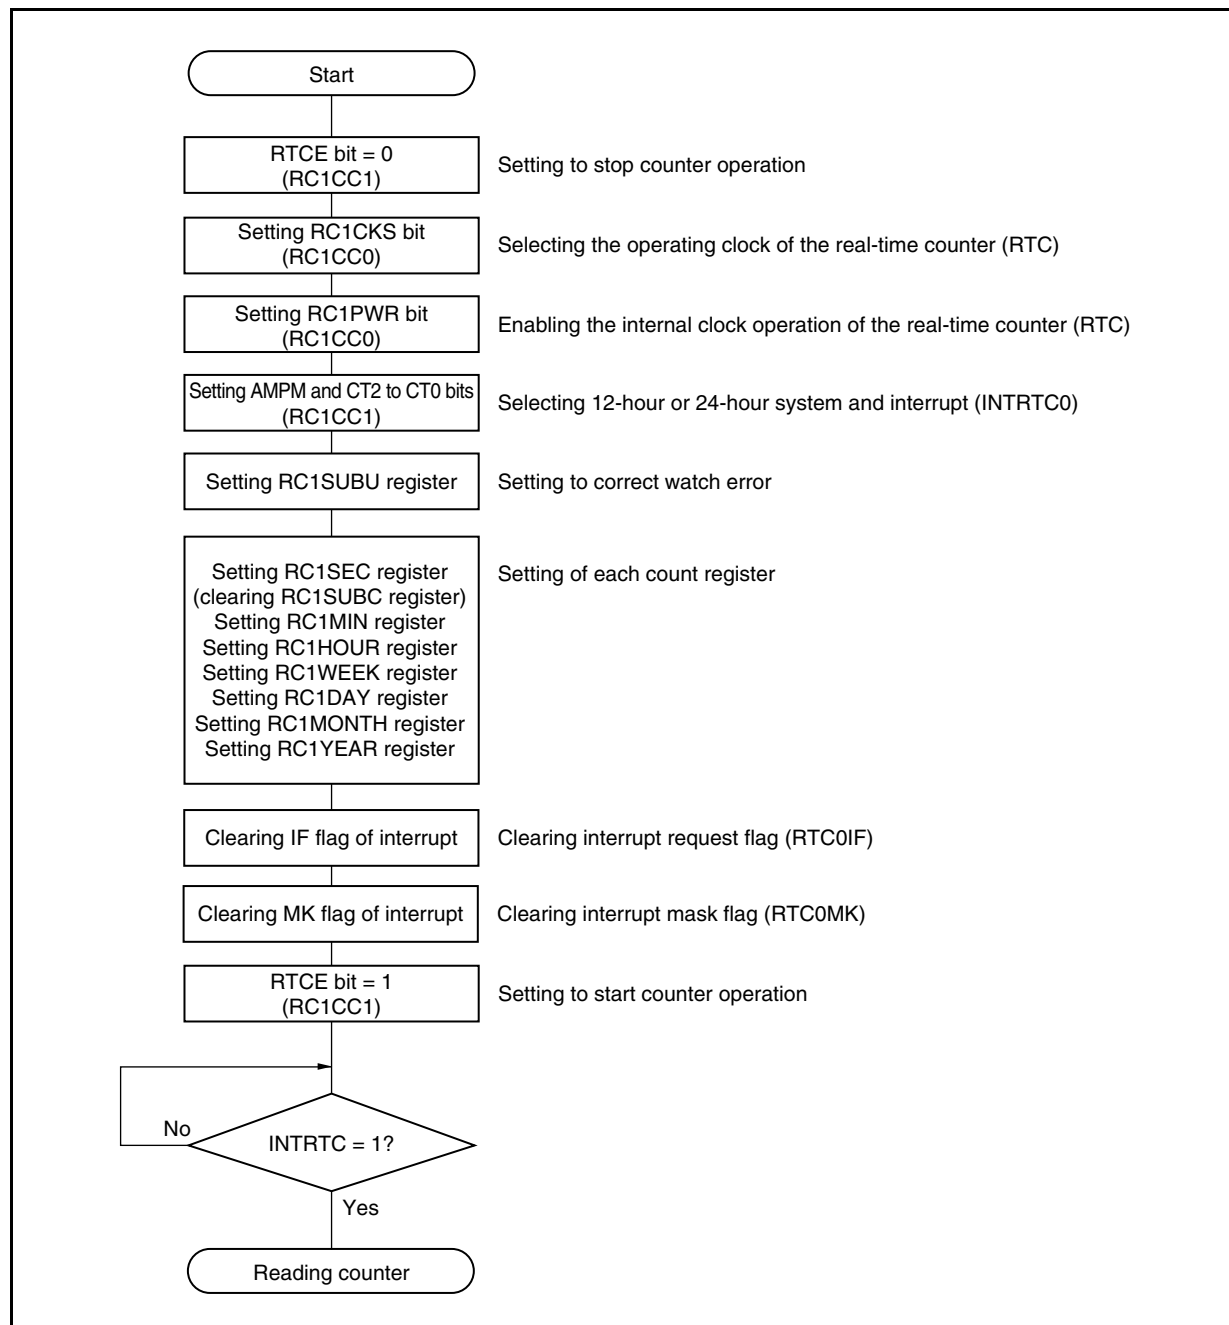 Start
RTCE bit = 0
(RC1CC1)
Setting to stop counter operation
Setting RC1CKS bit
(RC1CC0)
Selecting the operating clock of the real-time counter (RTC)
Setting RC1PWR bit
(RC1CC0)
Enabling the internal clock operation of the real-time counter (RTC)
Setting AMPM and CT2 to CT0 bits
(RC1CC1)
Selecting 12-hour or 24-hour system and interrupt (INTRTC0)
Setting RC1SUBU register
Setting to correct watch error
Setting RC1SEC register
(clearing RC1SUBC register)
Setting RC1MIN register
Setting RC1HOUR register
Setting RC1WEEK register
Setting RC1DAY register
Setting RC1MONTH register
Setting RC1YEAR register
Setting of each count register
Clearing IF flag of interrupt
Clearing interrupt request flag (RTC0IF)
Clearing MK flag of interrupt
Clearing interrupt mask flag (RTC0MK)
RTCE bit = 1
(RC1CC1)
Setting to start counter operation
No
INTRTC = 1?
Yes
Reading counter